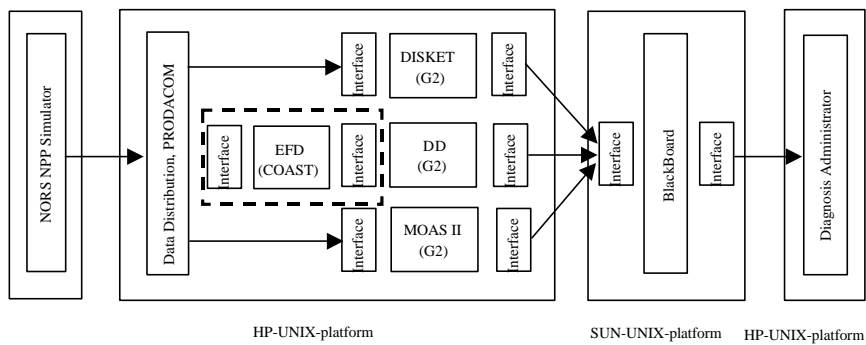 NORS NPP Simulator
Data Distribution, PRODACOM
Interface
DISKET
(G2)
Interface
Interface
EFD
(COAST)
Interface
DD
(G2)
Interface
Interface
MOAS II
(G2)
Interface
Interface
BlackBoard
Interface
Diagnosis Administrator
HP-UNIX-platform
SUN-UNIX-platform
HP-UNIX-platform